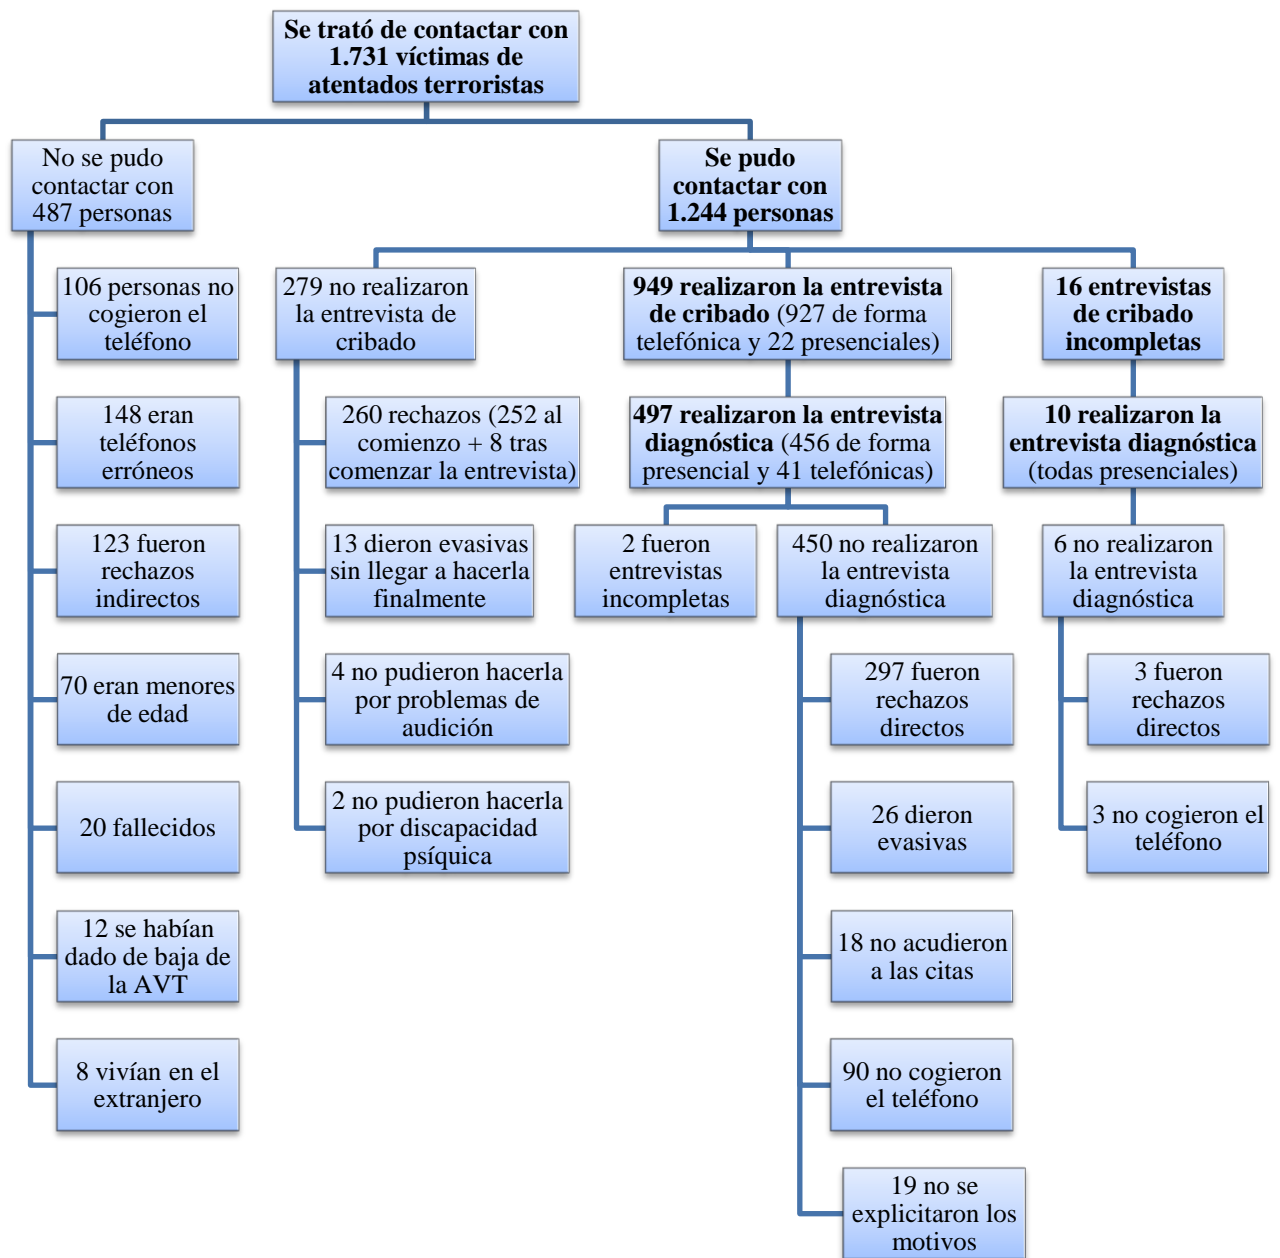 Se trató de contactar con
1.731 víctimas de
atentados terroristas
No se pudo
contactar con
487 personas
Se pudo
contactar con
1.244 personas
106 personas no
cogieron el
teléfono
148 eran
teléfonos
erróneos
123 fueron
rechazos
indirectos
70 eran menores
de edad
20 fallecidos
12 se habían
dado de baja de
la AVT
8 vivían en el
extranjero
279 no realizaron
la entrevista de
cribado
260 rechazos (252 al
comienzo + 8 tras
comenzar la entrevista)
13 dieron evasivas
sin llegar a hacerla
finalmente
4 no pudieron hacerla
por problemas de
audición
2 no pudieron hacerla
por discapacidad
psíquica
949 realizaron la entrevista
de cribado (927 de forma
telefónica y 22 presenciales)
497 realizaron la entrevista
diagnóstica (456 de forma
presencial y 41 telefónicas)
2 fueron
entrevistas
incompletas
450 no realizaron
la entrevista
diagnóstica
297 fueron
rechazos
directos
26 dieron
evasivas
18 no acudieron
a las citas
90 no cogieron
el teléfono
19 no se
explicitaron los
motivos
16 entrevistas
de cribado
incompletas
10 realizaron la
entrevista diagnóstica
(todas presenciales)
6 no realizaron
la entrevista
diagnóstica
3 fueron
rechazos
directos
3 no cogieron el
teléfono